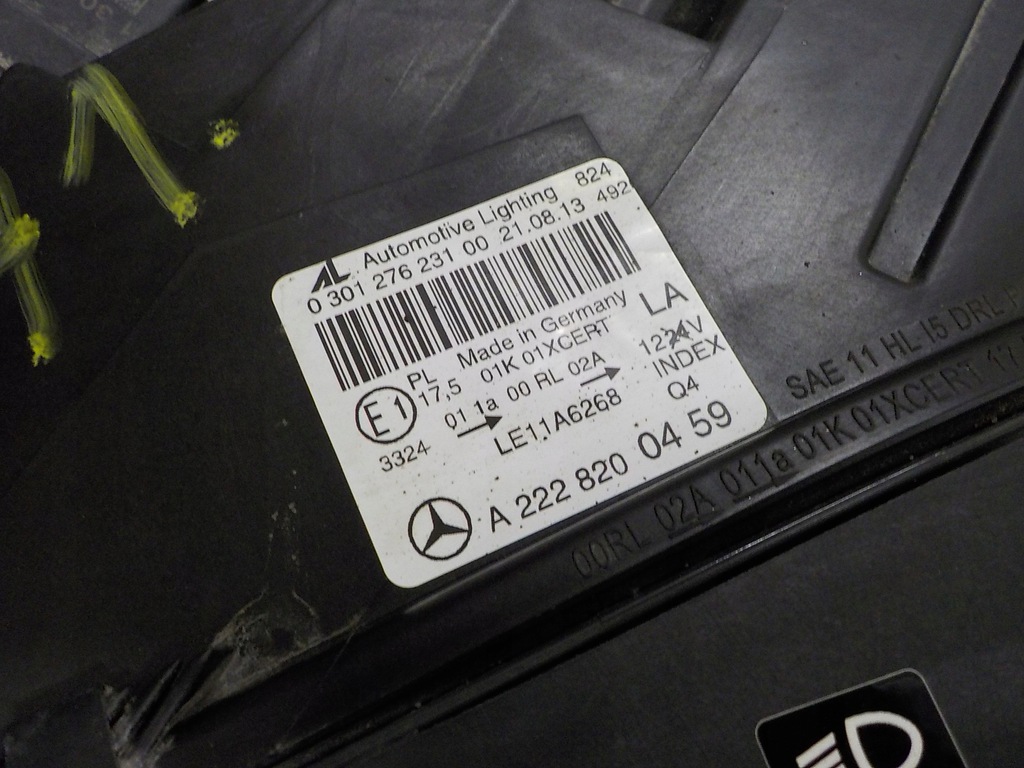 AL Automotive Lighting 824
0 301 276 231 00 21.08.13 492
Made in Germany
LA
PL 01K 01XCERT
17,5
E1
01 1a 00 RL 02A
3324
LE11A6268
INDEX
Q4
A 222 820 04 59
SAE 11 HL I5 DRL
00RL 02A 011a 01K 01XCERT 17